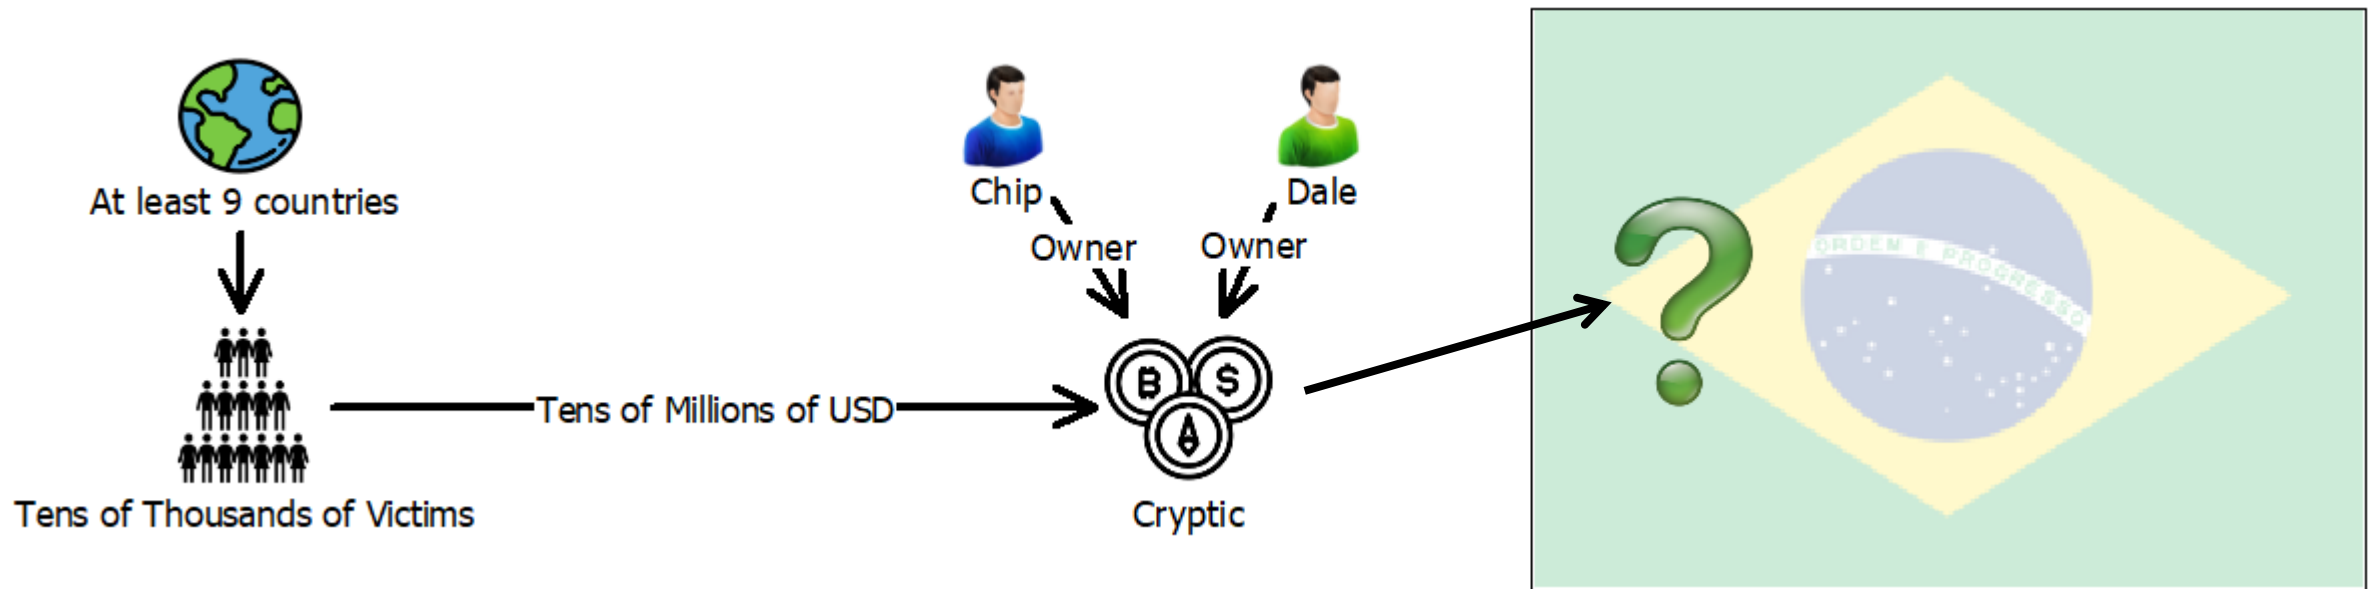 At least 9 countries
Tens of Thousands of Victims
Tens of Millions of USD
Chip
Owner
Dale
Owner
B
$
Cryptic
?
ORDEM E PROGRESSO